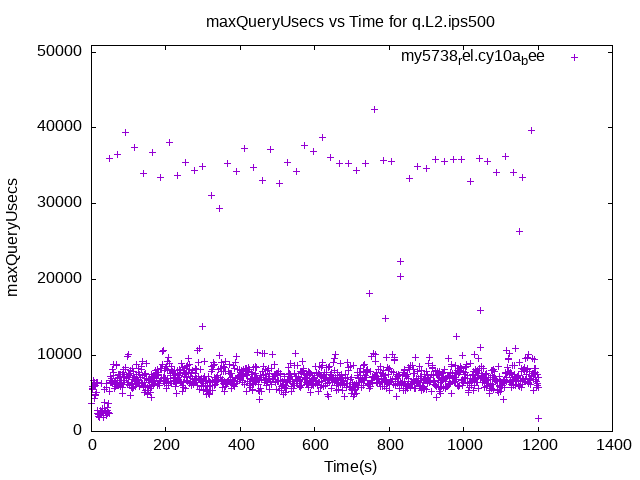 maxQueryUsecs vs Time for q.L2.ips500
my5738rel.cy10abee
50000
40000
30000
20000
10000
0
maxQueryUsecs
0 200 400 600 800 1000 1200 1400
Time(s)